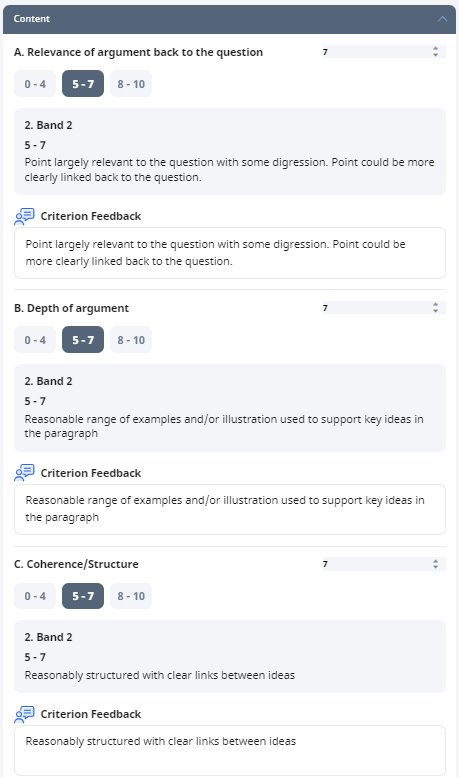 Content
A. Relevance of argument back to the question 7
0 - 4 5 - 7 8 - 10
2. Band 2
5 - 7
Point largely relevant to the question with some digression. Point could be more
clearly linked back to the question.
Criterion Feedback
Point largely relevant to the question with some digression. Point could be
more clearly linked back to the question.
B. Depth of argument 7
0 - 4 5 - 7 8 - 10
2. Band 2
5 - 7
Reasonable range of examples and/or illustration used to support key ideas in
the paragraph
Criterion Feedback
Reasonable range of examples and/or illustration used to support key ideas in
the paragraph
C. Coherence/Structure 7
0 - 4 5 - 7 8 - 10
2. Band 2
5 - 7
Reasonably structured with clear links between ideas
Criterion Feedback
Reasonably structured with clear links between ideas